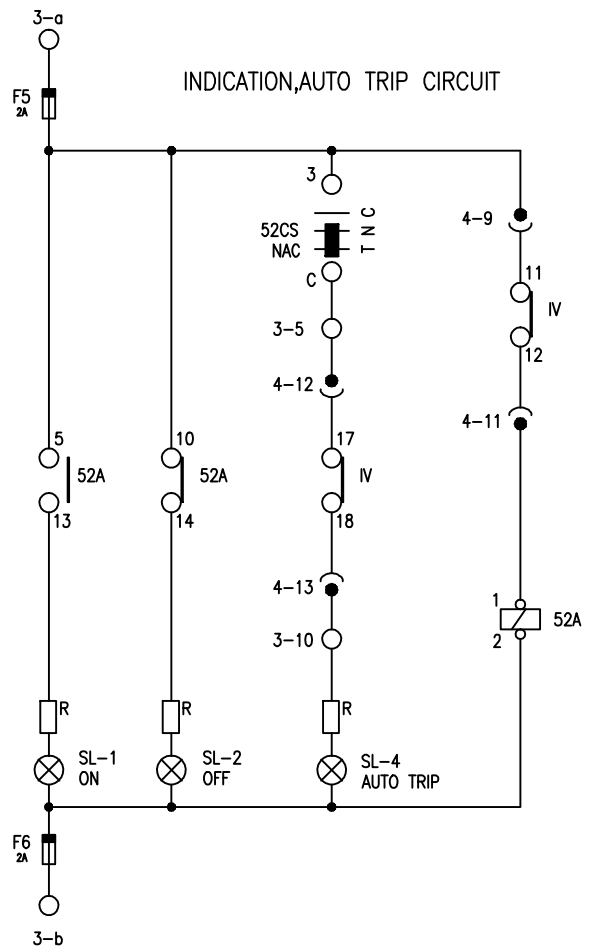 3-a
INDICATION,AUTO TRIP CIRCUIT
F5
2A
3
52CS
NAC
T N C
C
4-9
11
IV
12
3-5
4-12
4-11
5
52A
13
10
52A
14
17
IV
18
4-13
3-10
1
52A
2
R
R
R
SL-1
ON
SL-2
OFF
SL-4
AUTO TRIP
F6
2A
3-b